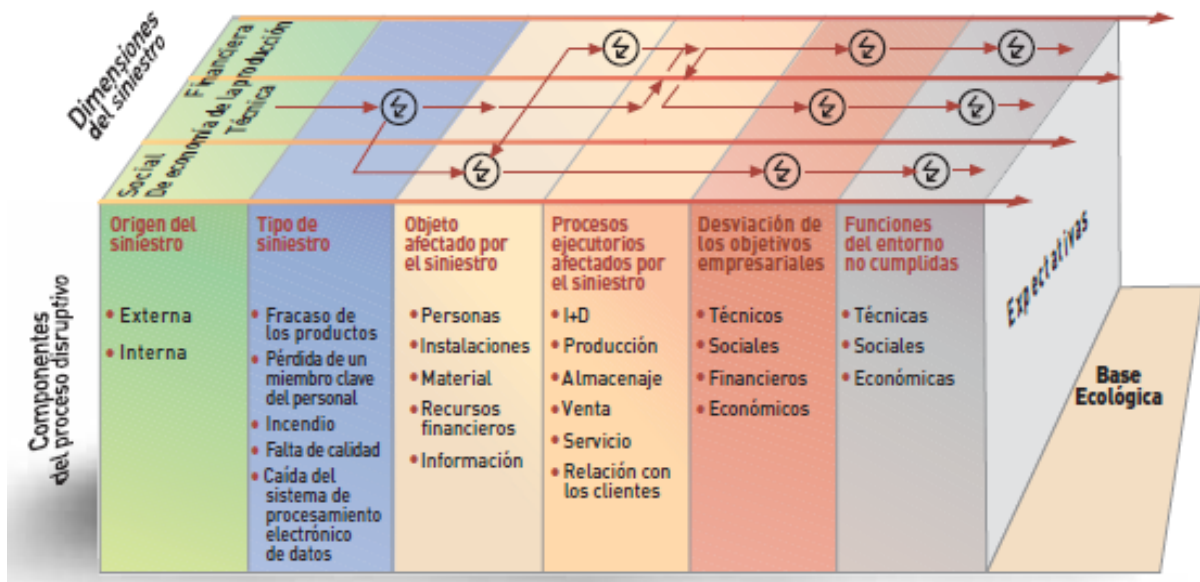 Dimensiones
del siniestro
Financiera
De economía de la producción
Técnica
Social
Componentes
del proceso disruptivo
Origen del
siniestro
• Externa
• Interna
Tipo de
siniestro
• Fracaso de
los productos
• Pérdida de un
miembro clave
del personal
• Incendio
• Falta de calidad
• Caída del
sistema de
procesamiento
electrónico
de datos
Objeto
afectado por
el siniestro
• Personas
• Instalaciones
• Material
• Recursos
financieros
• Información
Procesos
ejecutorios
afectados por
el siniestro
• I+D
• Producción
• Almacenaje
• Venta
• Servicio
• Relación con
los clientes
Desviación de
los objetivos
empresariales
• Técnicos
• Sociales
• Financieros
• Económicos
Funciones
del entorno
no cumplidas
• Técnicas
• Sociales
• Económicas
Expectativas
Base
Ecológica